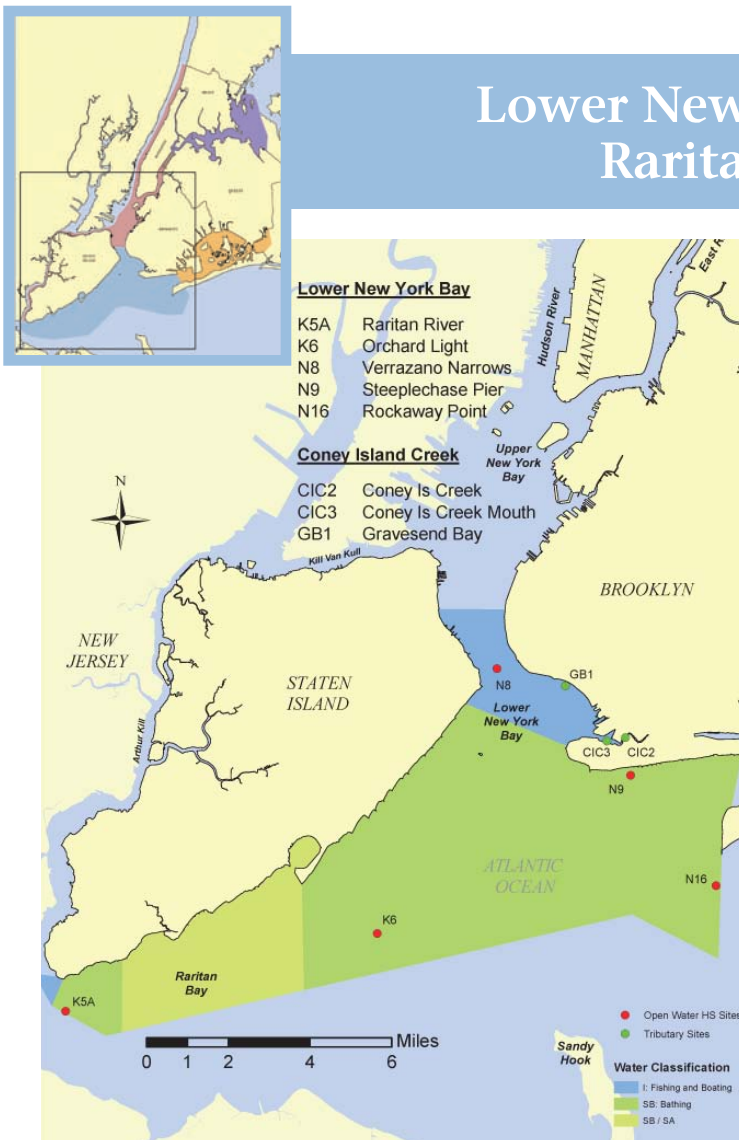 Lower New
Rarita
Lower New York Bay
K5A Raritan River
K6 Orchard Light
N8 Verrazano Narrows
N9 Steeplechase Pier
N16 Rockaway Point
Coney Island Creek
CIC2 Coney Is Creek
CIC3 Coney Is Creek Mouth
GB1 Gravesend Bay
Hudson River
MANHATTAN
East R
Upper
New York
Bay
N
Kill Van Kull
BROOKLYN
NEW
JERSEY
STATEN
ISLAND
Arthur Kill
N8
GB1
Lower
New York
Bay
CIC3
CIC2
N9
ATLANTIC
OCEAN
N16
K6
Raritan
Bay
K5A
Miles
0 1 2 4 6
Sandy
Hook
Open Water HS Sites
Tributary Sites
Water Classification
I: Fishing and Boating
SB: Bathing
SB / SA